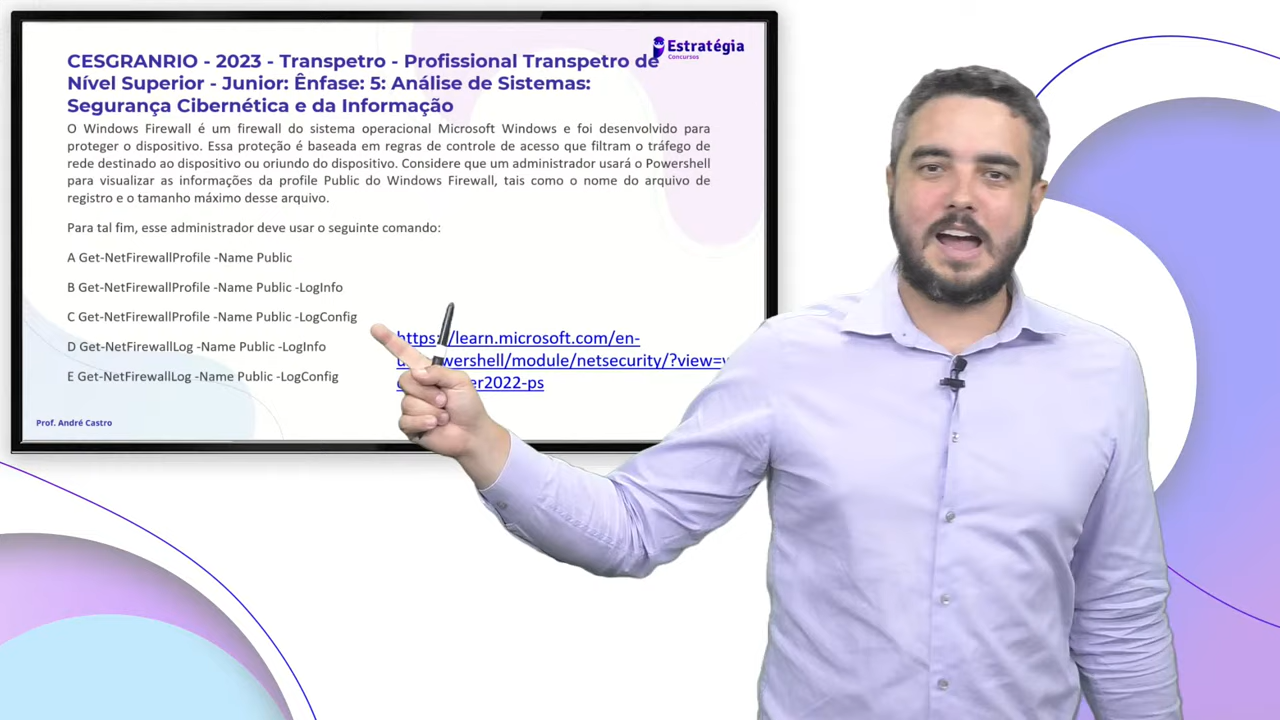 Estratégia
Concursos
CESGRANRIO - 2023 - Transpetro - Profissional Transpetro de
Nível Superior - Junior: Ênfase: 5: Análise de Sistemas:
Segurança Cibernética e da Informação
O Windows Firewall é um firewall do sistema operacional Microsoft Windows e foi desenvolvido para
proteger o dispositivo. Essa proteção é baseada em regras de controle de acesso que filtram o tráfego de
rede destinado ao dispositivo ou oriundo do dispositivo. Considere que um administrador usará o Powershell
para visualizar as informações da profile Public do Windows Firewall, tais como o nome do arquivo de
registro e o tamanho máximo desse arquivo.
Para tal fim, esse administrador deve usar o seguinte comando:
A Get-NetFirewallProfile -Name Public
B Get-NetFirewallProfile -Name Public -LogInfo
C Get-NetFirewallProfile -Name Public -LogConfig
D Get-NetFirewallLog -Name Public -LogInfo
E Get-NetFirewallLog -Name Public -LogConfig
https://learn.microsoft.com/en-
wershell/module/netsecurity/?view=
er2022-ps
Prof. André Castro